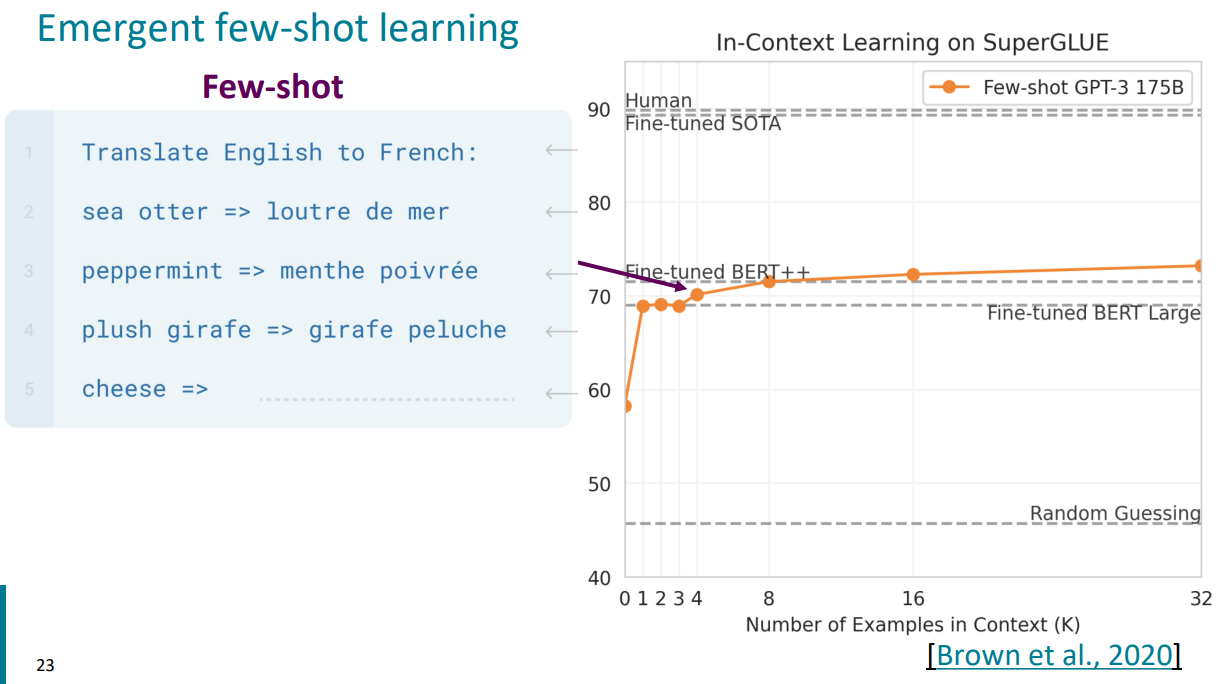 Emergent few-shot learning
Few-shot
1 Translate English to French:
2 sea otter => loutre de mer
3 peppermint => menthe poivrée
4 plush girafe => girafe peluche
5 cheese =>
In-Context Learning on SuperGLUE
Few-shot GPT-3 175B
Human
Fine-tuned SOTA
Fine-tuned BERT++
Fine-tuned BERT Large
Random Guessing
90
80
70
60
50
40
0 1 2 3 4 8 16 32
Number of Examples in Context (K)
[Brown et al., 2020]
23